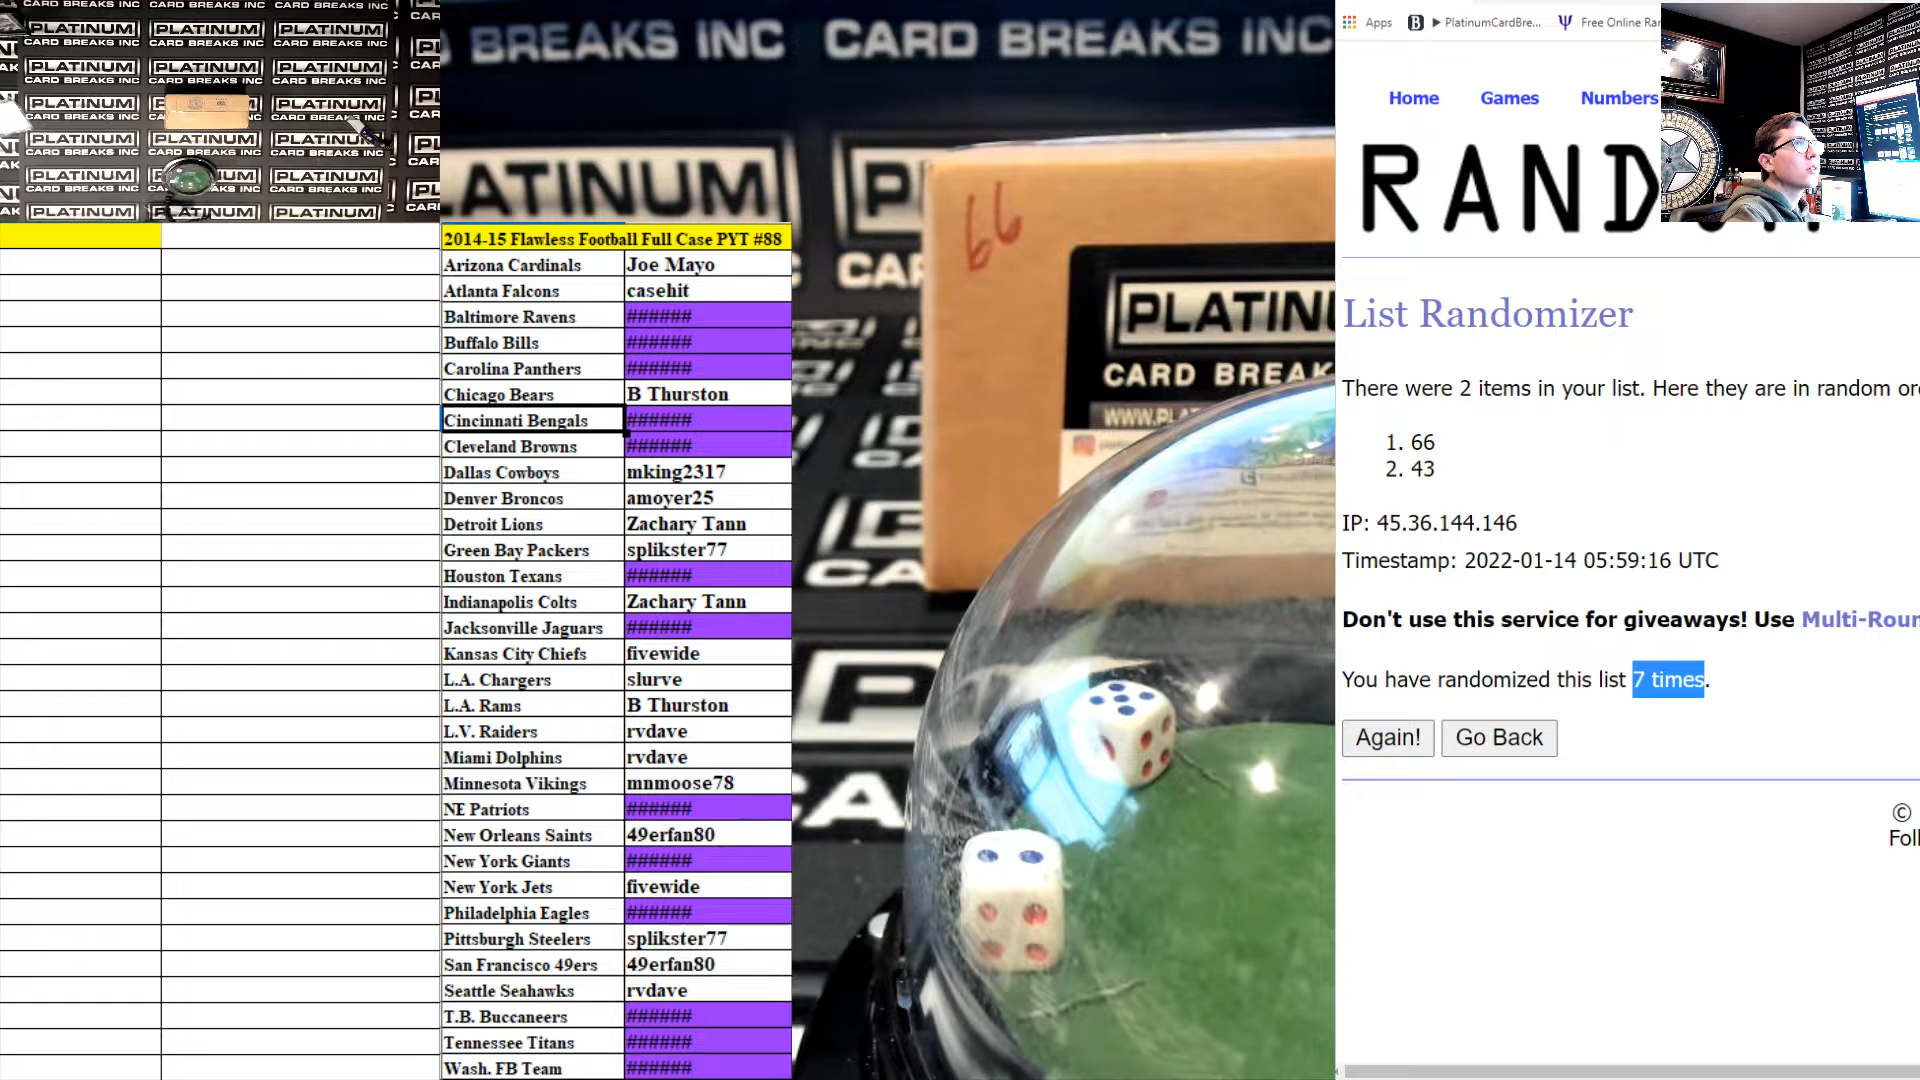 PLATINUM
CARD BREAKS INC
BREAKS INC CARD BREAKS INC
PLATINUM
66
PLATINU
CARD BREAK
WWW.PLAT
2014-15 Flawless Football Full Case PYT #88
Arizona Cardinals Joe Mayo
Atlanta Falcons casehit
Baltimore Ravens ######
Buffalo Bills ######
Carolina Panthers ######
Chicago Bears B Thurston
Cincinnati Bengals ######
Cleveland Browns ######
Dallas Cowboys mking2317
Denver Broncos amoyer25
Detroit Lions Zachary Tann
Green Bay Packers splikster77
Houston Texans ######
Indianapolis Colts Zachary Tann
Jacksonville Jaguars ######
Kansas City Chiefs fivewide
L.A. Chargers slurve
L.A. Rams B Thurston
L.V. Raiders rvdave
Miami Dolphins rvdave
Minnesota Vikings mnmoose78
NE Patriots ######
New Orleans Saints 49erfan80
New York Giants ######
New York Jets fivewide
Philadelphia Eagles ######
Pittsburgh Steelers splikster77
San Francisco 49ers 49erfan80
Seattle Seahawks rvdave
T.B. Buccaneers ######
Tennessee Titans ######
Wash. FB Team ######
Apps PlatinumCardBre... Free Online Ra
Home Games Numbers
RAND
List Randomizer
There were 2 items in your list. Here they are in random or
1. 66
2. 43
IP: 45.36.144.146
Timestamp: 2022-01-14 05:59:16 UTC
Don't use this service for giveaways! Use Multi-Roun
You have randomized this list 7 times.
Again! Go Back
©
Foll